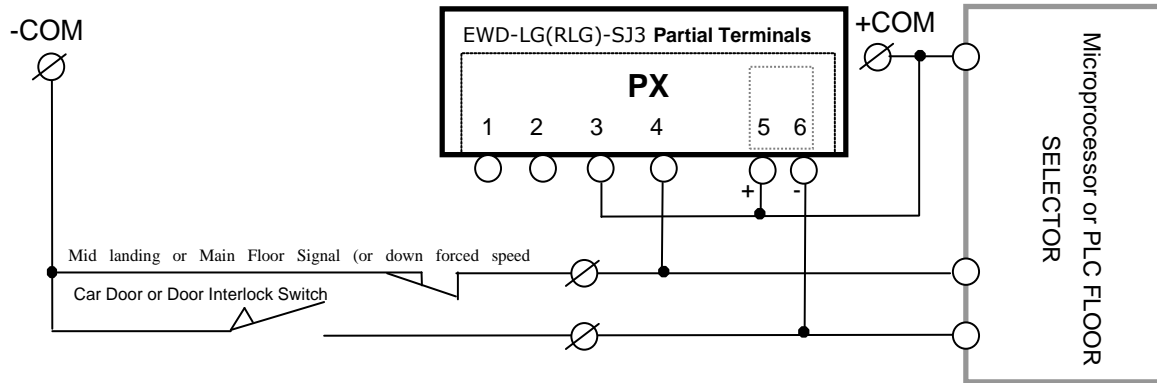 -COM
EWD-LG(RLG)-SJ3 Partial Terminals
+COM
PX
1 2 3 4 5 6
+ -
Mid landing or Main Floor Signal (or down forced speed
Car Door or Door Interlock Switch
Microprocessor or PLC FLOOR
SELECTOR